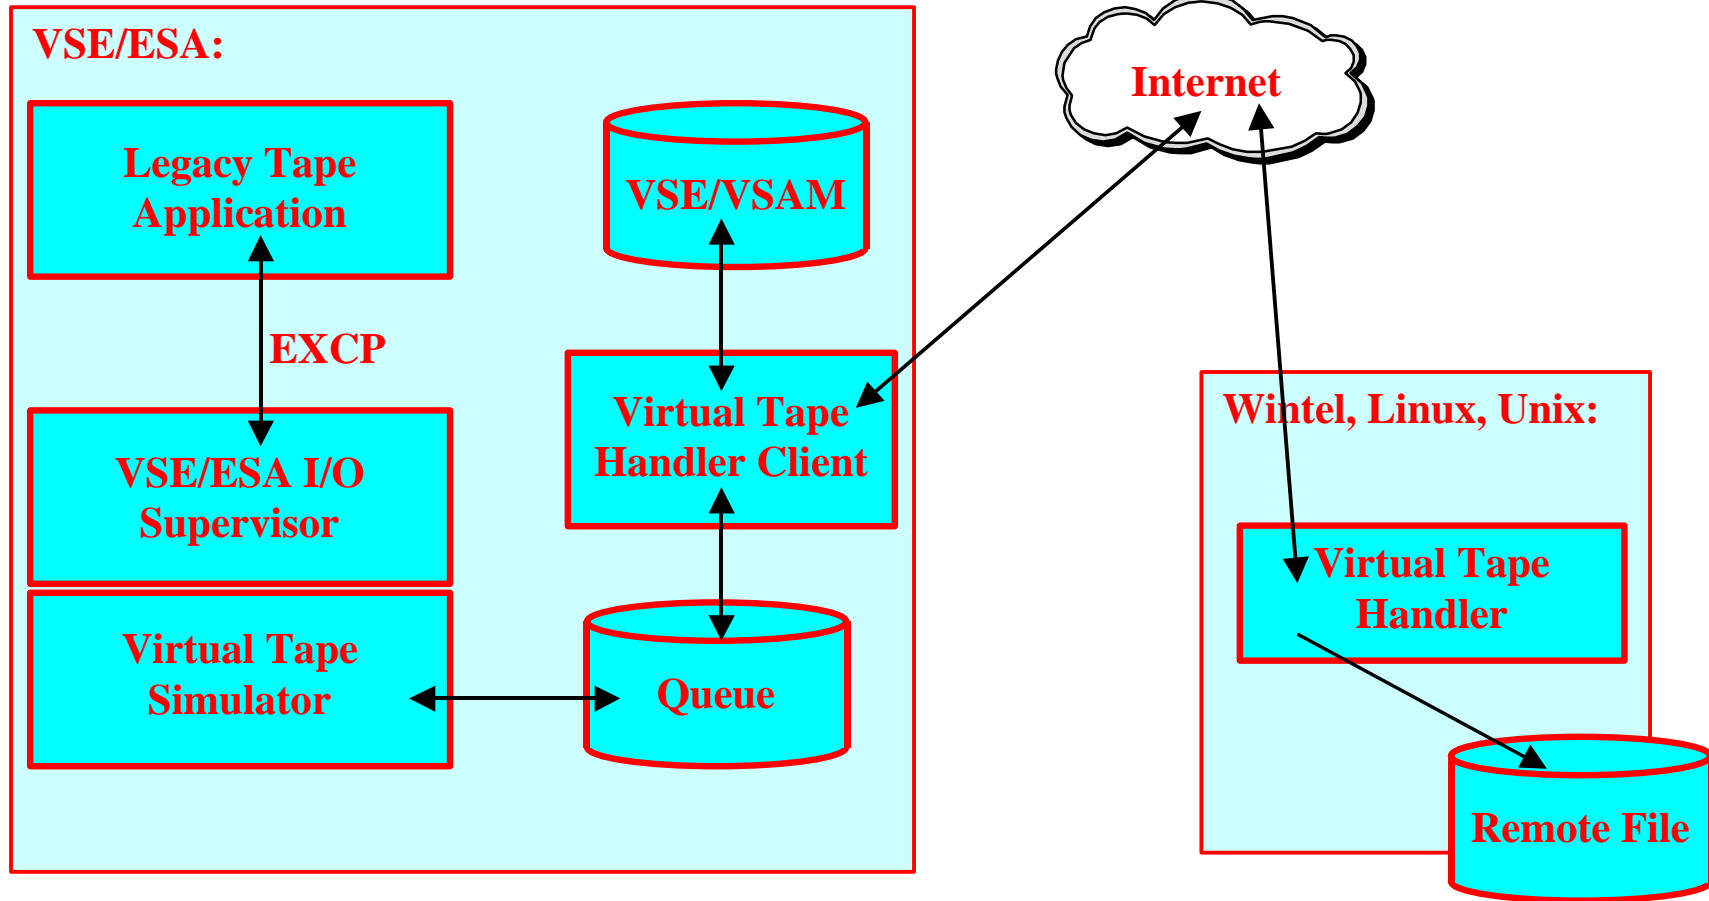 VSE/ESA:
Legacy Tape
Application
EXCP
VSE/ESA I/O
Supervisor
Virtual Tape
Simulator
VSE/VSAM
Virtual Tape
Handler Client
Queue
Internet
Wintel, Linux, Unix:
Virtual Tape
Handler
Remote File